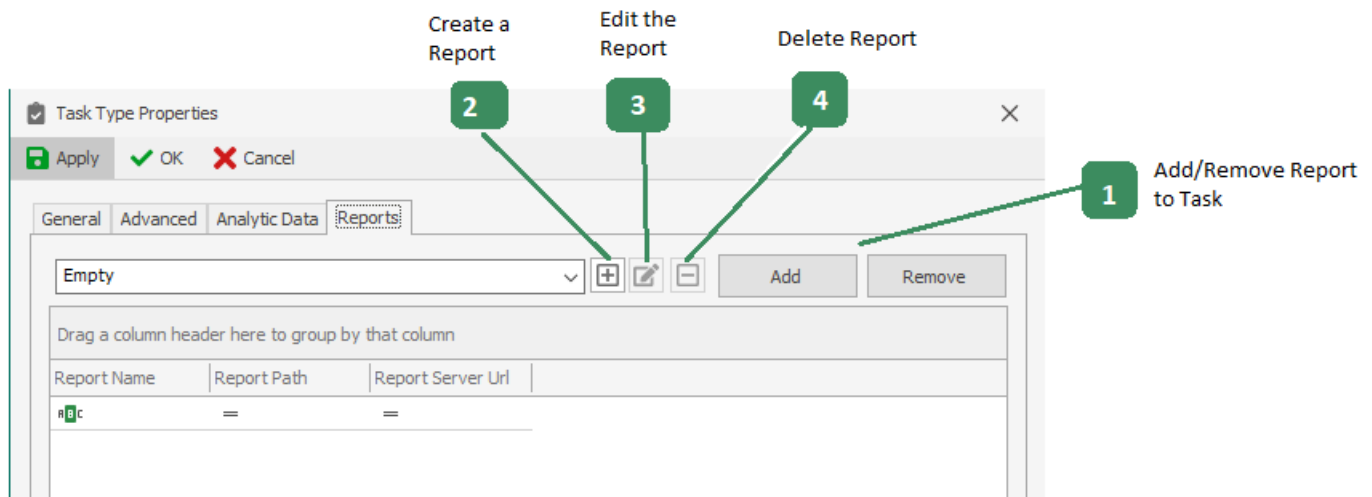 Create a
Report
Edit the
Report
Delete Report
2
3
4
Task Type Properties
Apply OK Cancel
1
Add/Remove Report
to Task
General Advanced Analytic Data Reports
Empty
Add Remove
Drag a column header here to group by that column
Report Name Report Path Report Server Url
ABC = =